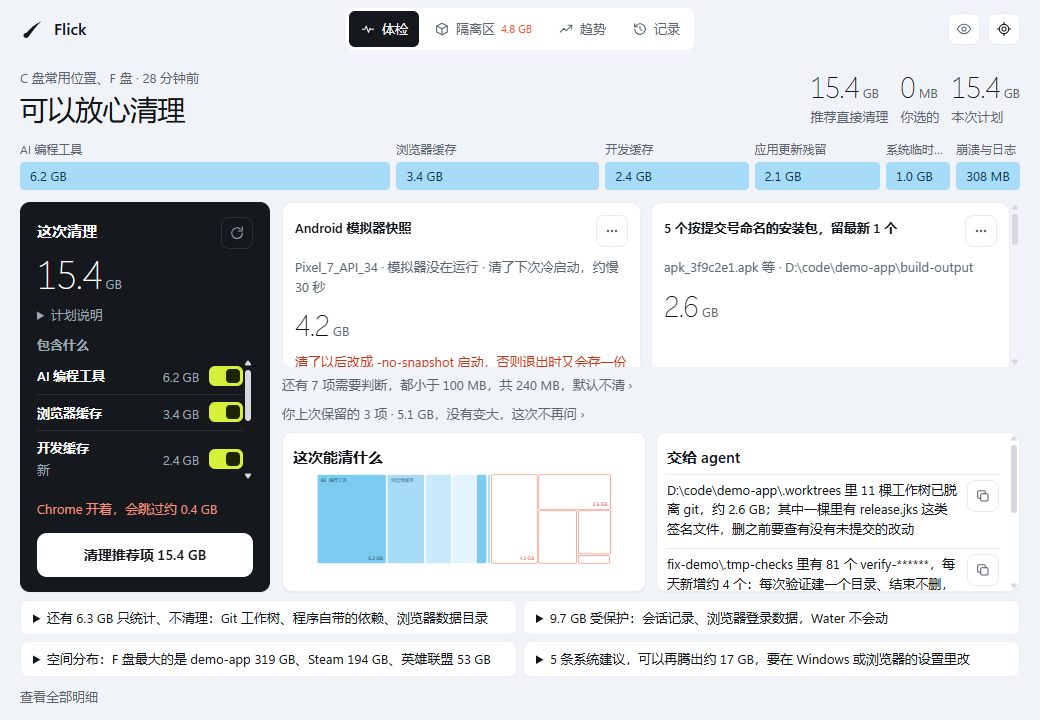 Flick
体检
隔离区 4.8 GB
趋势
记录
C 盘常用位置、F 盘 · 28 分钟前
可以放心清理
15.4 GB
推荐直接清理
0 MB
你选的
15.4 GB
本次计划
AI 编程工具
6.2 GB
浏览器缓存
3.4 GB
开发缓存
2.4 GB
应用更新残留
2.1 GB
系统临时...
1.0 GB
崩溃与日志
308 MB
这次清理
15.4 GB
计划说明
包含什么
AI 编程工具 6.2 GB
浏览器缓存 3.4 GB
开发缓存
新
2.4 GB
Chrome 开着，会跳过约 0.4 GB
清理推荐项 15.4 GB
Android 模拟器快照
Pixel_7_API_34 · 模拟器没在运行 · 清了下次冷启动，约慢
30 秒
4.2 GB
清了以后改成 -no-snapshot 启动，否则退出时又会存一份
5 个按提交号命名的安装包，留最新 1 个
apk_3f9c2e1.apk 等 · D:\code\demo-app\build-output
2.6 GB
还有 7 项需要判断，都小于 100 MB，共 240 MB，默认不清 ›
你上次保留的 3 项 · 5.1 GB，没有变大，这次不再问 ›
这次能清什么
AI 编程工具
浏览器缓存
6.2 GB
4.2 GB
2.6 GB
交给 agent
D:\code\demo-app\.worktrees 里 11 棵工作树已脱
离 git，约 2.6 GB；其中一棵里有 release.jks 这类
签名文件，删之前要查有没有未提交的改动
fix-demo\.tmp-checks 里有 81 个 verify-******，每
天新增约 4 个：每次验证建一个目录、结束不删，
还有 6.3 GB 只统计、不清理：Git 工作树、程序自带的依赖、浏览器数据目录
9.7 GB 受保护：会话记录、浏览器登录数据，Water 不会动
空间分布：F 盘最大的是 demo-app 319 GB、Steam 194 GB、英雄联盟 53 GB
5 条系统建议，可以再腾出约 17 GB，要在 Windows 或浏览器的设置里改
查看全部明细